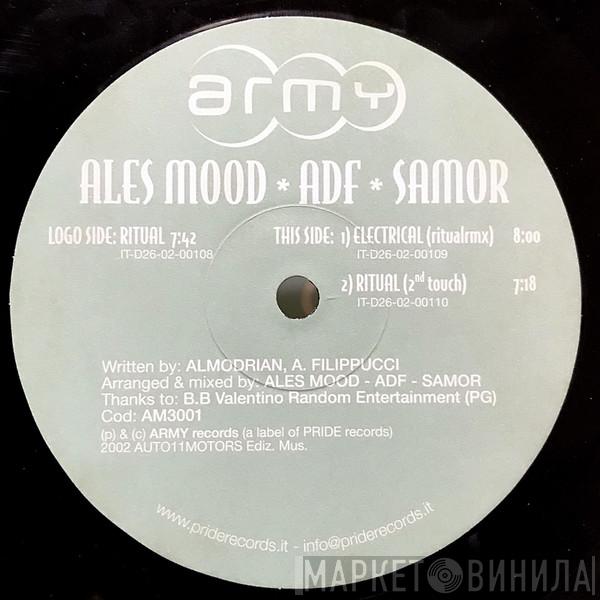 army
ALES MOOD * ADF * SAMOR
LOGO SIDE: RITUAL 7:42
IT-D26-02-00108
THIS SIDE: 1) ELECTRICAL (ritualrmx) 8:00
IT-D26-02-00109
2) RITUAL (2nd touch) 7:18
IT-D26-02-00110
Written by: ALMODRIAN, A. FILIPPUCCI
Arranged & mixed by: ALES MOOD - ADF - SAMOR
Thanks to: B.B Valentino Random Entertainment (PG)
Cod: AM3001
(p) & (c) ARMY records (a label of PRIDE records)
2002 AUTO11MOTORS Ediz. Mus.
www.priderecords.it - info@priderecords.it
МАРКЕТ ВИНИЛА